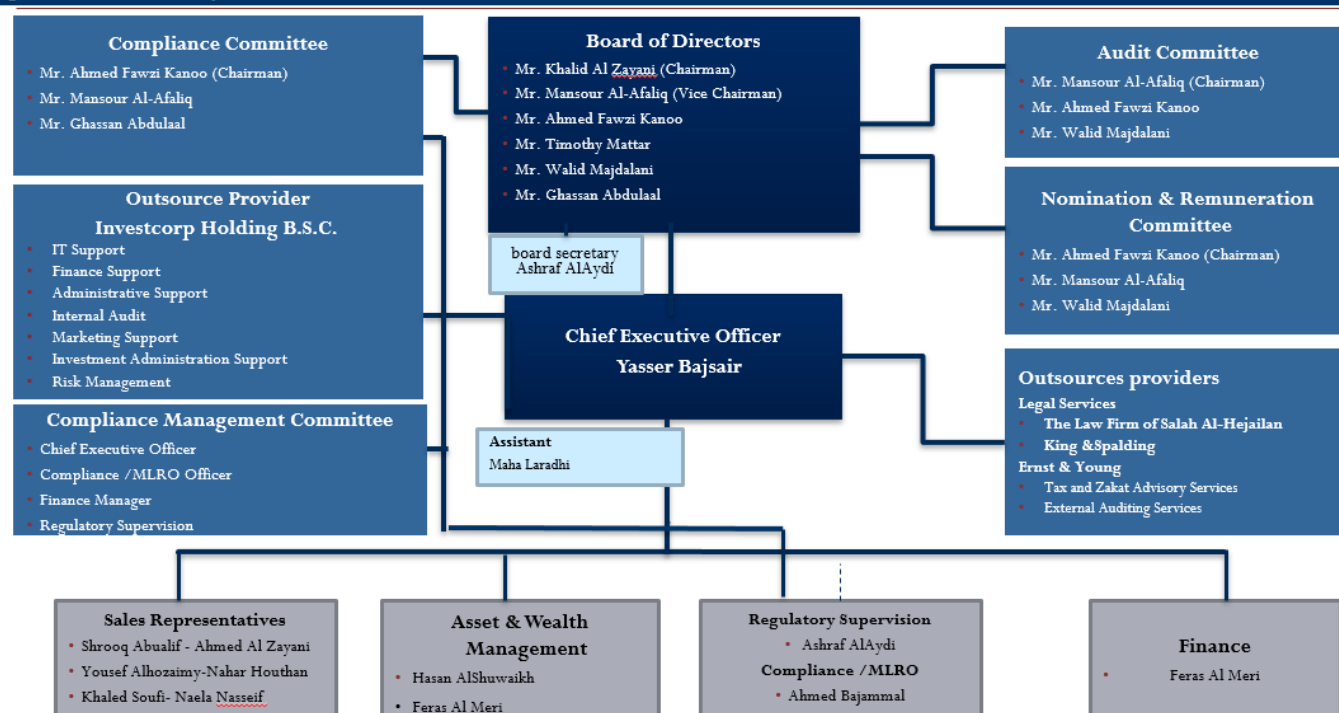 Compliance Committee
Mr. Ahmed Fawzi Kanoo (Chairman)
Mr. Mansour Al-Afaliq
Mr. Ghassan Abdulaal
Board of Directors
Mr. Khalid Al Zayani (Chairman)
Mr. Mansour Al-Afaliq (Vice Chairman)
Mr. Ahmed Fawzi Kanoo
Mr. Timothy Mattar
Mr. Walid Majdalani
Mr. Ghassan Abdulaal
Audit Committee
Mr. Mansour Al-Afaliq (Chairman)
Mr. Ahmed Fawzi Kanoo
Mr. Walid Majdalani
Outsource Provider
Investcorp Holding B.S.C.
IT Support
Finance Support
Administrative Support
Internal Audit
Marketing Support
Investment Administration Support
Risk Management
board secretary
Ashraf AlAydi
Nomination & Remuneration
Committee
Mr. Ahmed Fawzi Kanoo (Chairman)
Mr. Mansour Al-Afaliq
Mr. Walid Majdalani
Chief Executive Officer
Yasser Bajsair
Outsources providers
Legal Services
The Law Firm of Salah Al-Hejailan
King &Spalding
Ernst & Young
Tax and Zakat Advisory Services
External Auditing Services
Compliance Management Committee
Chief Executive Officer
Compliance /MLRO Officer
Finance Manager
Regulatory Supervision
Assistant
Maha Laradhi
Sales Representatives
Shrooq Abualif - Ahmed Al Zayani
Yousef Alhozaimy-Nahar Houthan
Khaled Soufi- Naela Nasseif
Asset & Wealth
Management
Hasan AlShuwaikh
Feras Al Meri
Regulatory Supervision
Ashraf AlAydi
Compliance /MLRO
Ahmed Bajammal
Finance
Feras Al Meri